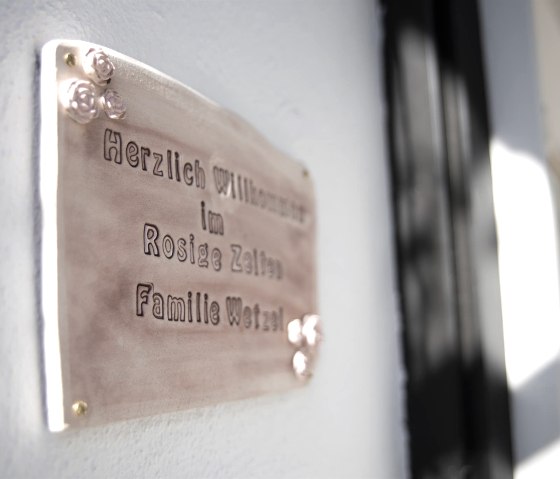 Herzlich Willkommen
im
Rosige Zeiten
Familie Wetzel